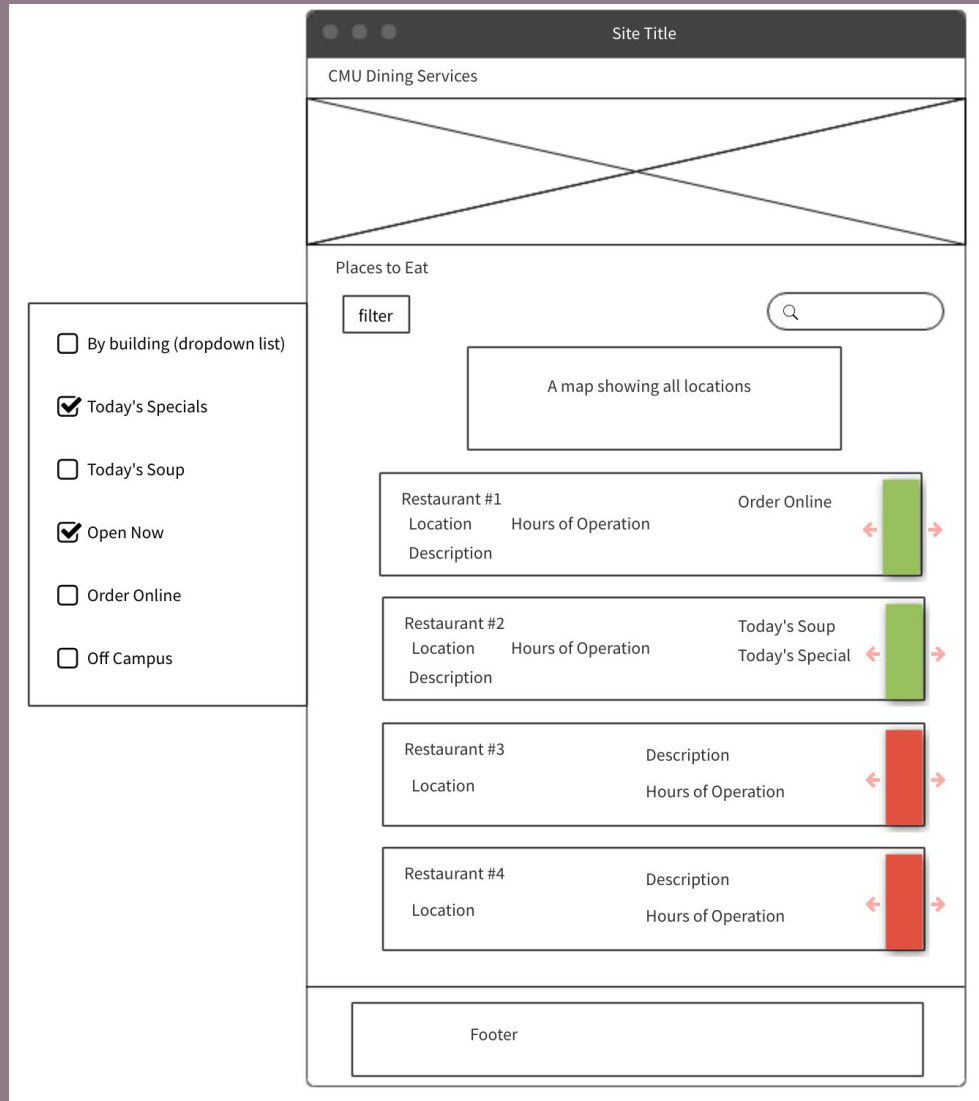 Site Title
CMU Dining Services
Places to Eat
filter
By building (dropdown list)
Today's Specials
Today's Soup
Open Now
Order Online
Off Campus
A map showing all locations
Restaurant #1
Order Online
Location Hours of Operation
Description
Restaurant #2
Today's Soup
Location Hours of Operation
Today's Special
Description
Restaurant #3
Description
Location
Hours of Operation
Restaurant #4
Description
Location
Hours of Operation
Footer